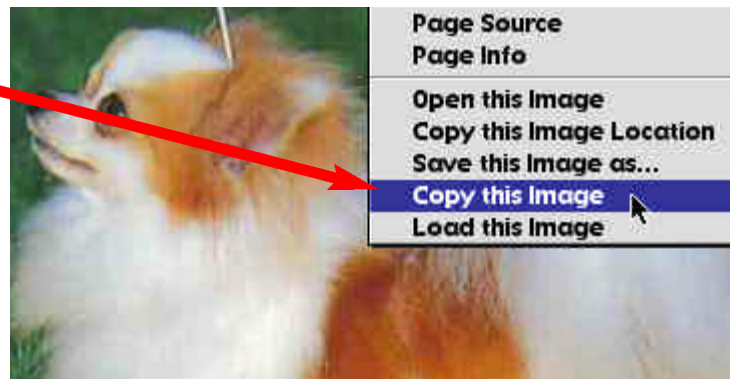 Page Source
Page Info
Open this Image
Copy this Image Location
Save this Image as...
Copy this Image
Load this Image